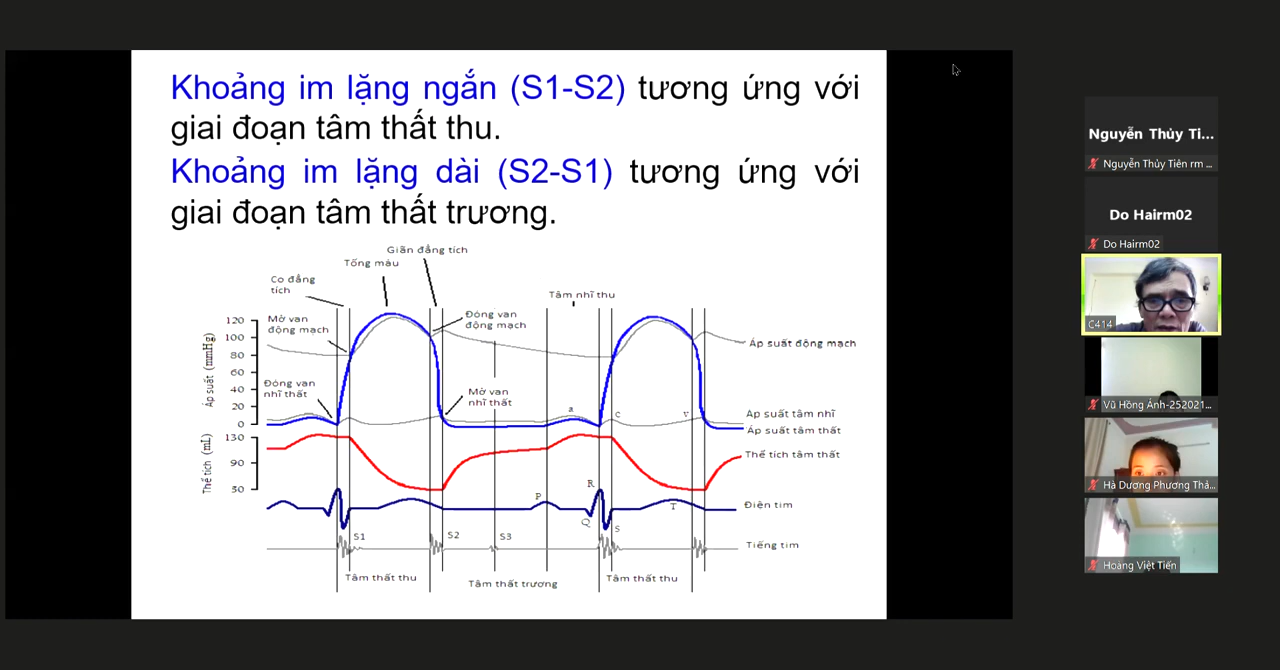 Khoảng im lặng ngắn (S1-S2) tương ứng với
giai đoạn tâm thất thu.
Khoảng im lặng dài (S2-S1) tương ứng với
giai đoạn tâm thất trương.
Giãn đẳng tích
Tống máu
Co đẳng
tích
Tâm nhĩ thu
Mở van
động mạch
Đóng van
động mạch
Áp suất động mạch
Đóng van
nhĩ thất
Mở van
nhĩ thất
Áp suất (mmHg)
120
100
80
60
40
20
0
a
c
v
Áp suất tâm nhĩ
Áp suất tâm thất
Thể tích (mL)
130
90
50
Thể tích tâm thất
P
R
Q
S
T
Điện tim
S1
S2
S3
Tiếng tim
Tâm thất thu
Tâm thất trương
Tâm thất thu
Nguyễn Thủy Ti...
Nguyễn Thủy Tiên rm ...
Do Hairm02
Do Hairm02
C414
Vũ Hồng Ánh-252021...
Hà Dương Phương Thả...
Hoàng Việt Tiến